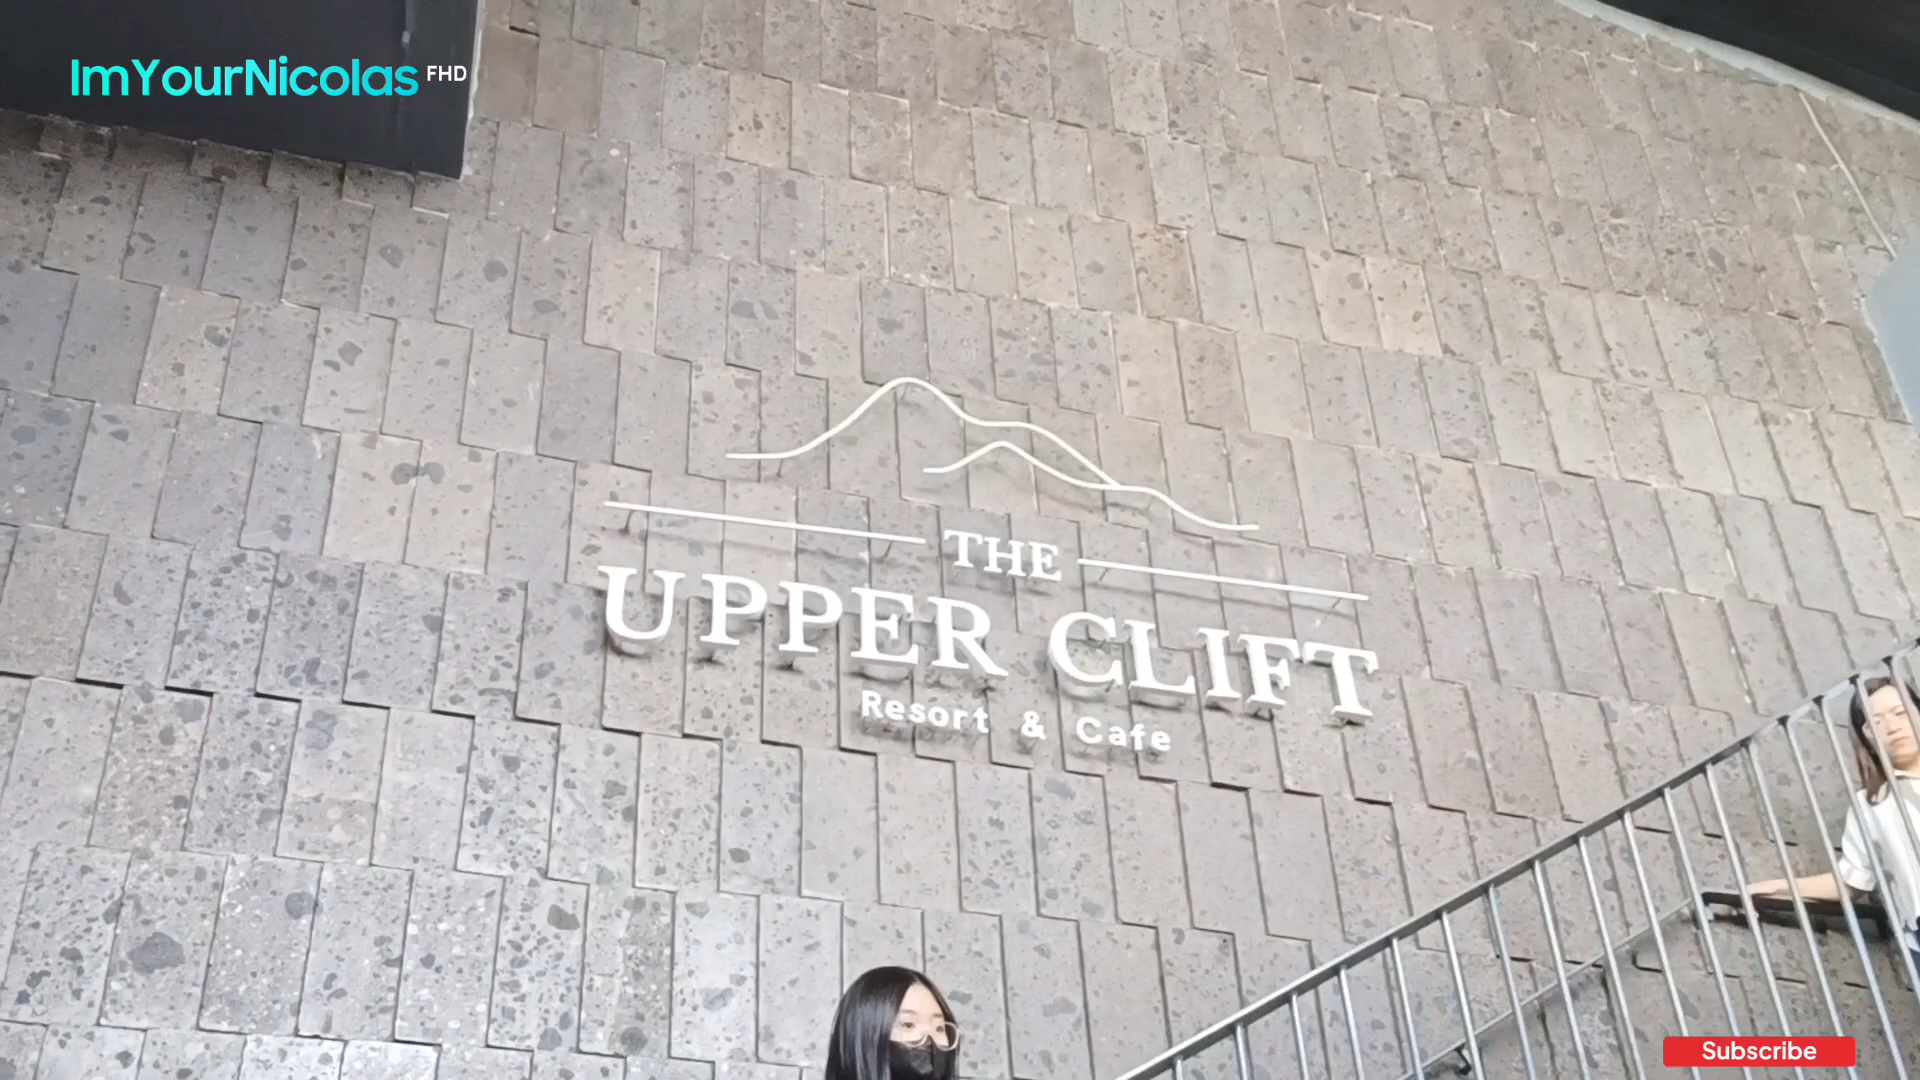 ImYourNicolas FHD
THE
UPPER CLIFT
Resort & Cafe
Subscribe